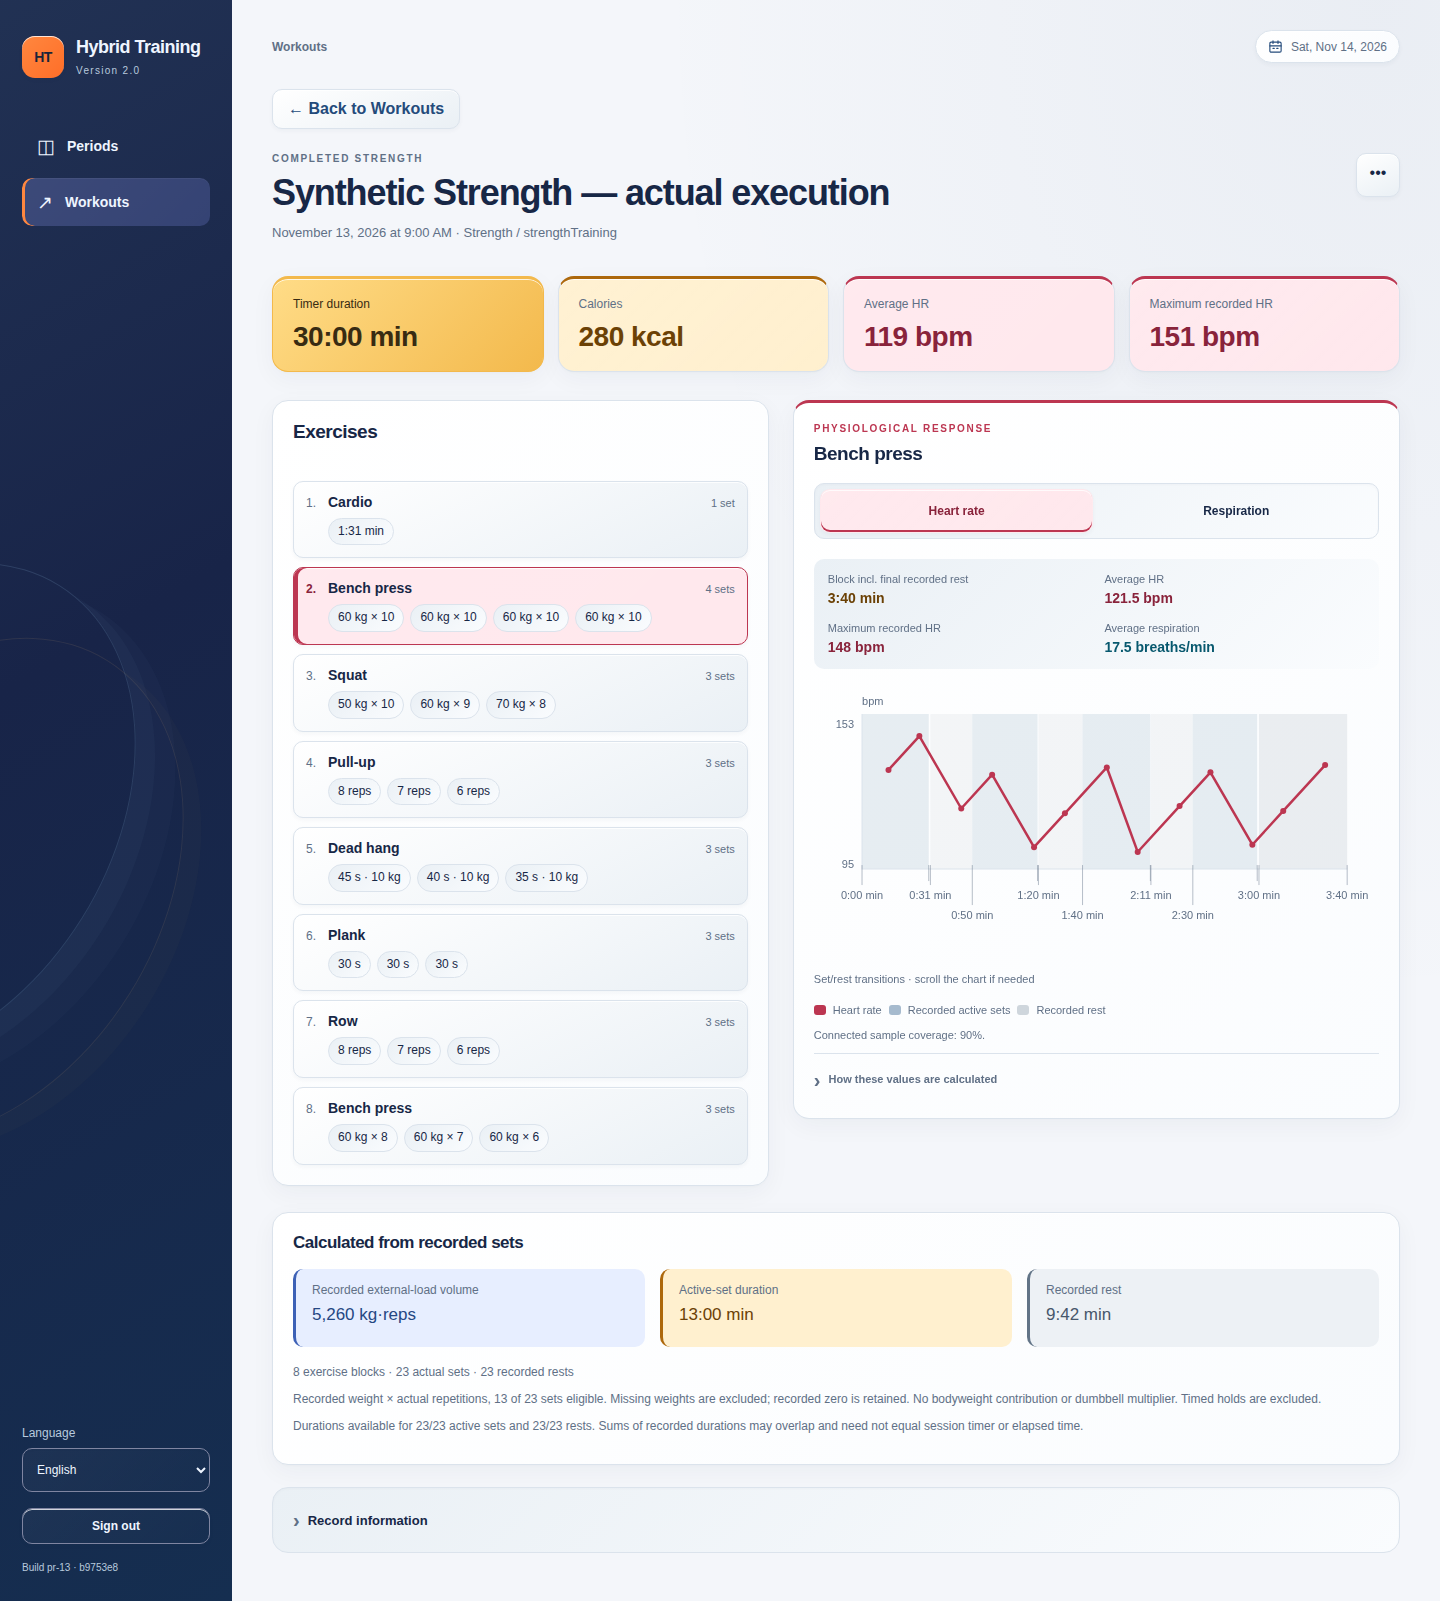 HT
Hybrid Training
Version 2.0
Periods
Workouts
Language
English
Sign out
Build pr-13 · b9753e8
Workouts
Sat, Nov 14, 2026
← Back to Workouts
COMPLETED STRENGTH
Synthetic Strength — actual execution
•••
November 13, 2026 at 9:00 AM · Strength / strengthTraining
Timer duration
30:00 min
Calories
280 kcal
Average HR
119 bpm
Maximum recorded HR
151 bpm
Exercises
1. Cardio 1 set
1:31 min
2. Bench press 4 sets
60 kg × 10 60 kg × 10 60 kg × 10 60 kg × 10
3. Squat 3 sets
50 kg × 10 60 kg × 9 70 kg × 8
4. Pull-up 3 sets
8 reps 7 reps 6 reps
5. Dead hang 3 sets
45 s · 10 kg 40 s · 10 kg 35 s · 10 kg
6. Plank 3 sets
30 s 30 s 30 s
7. Row 3 sets
8 reps 7 reps 6 reps
8. Bench press 3 sets
60 kg × 8 60 kg × 7 60 kg × 6
PHYSIOLOGICAL RESPONSE
Bench press
Heart rate Respiration
Block incl. final recorded rest
3:40 min
Average HR
121.5 bpm
Maximum recorded HR
148 bpm
Average respiration
17.5 breaths/min
bpm
153
95
0:00 min 0:31 min 1:20 min 2:11 min 3:00 min 3:40 min
0:50 min 1:40 min 2:30 min
Set/rest transitions · scroll the chart if needed
Heart rate Recorded active sets Recorded rest
Connected sample coverage: 90%.
› How these values are calculated
Calculated from recorded sets
Recorded external-load volume
5,260 kg·reps
Active-set duration
13:00 min
Recorded rest
9:42 min
8 exercise blocks · 23 actual sets · 23 recorded rests
Recorded weight × actual repetitions, 13 of 23 sets eligible. Missing weights are excluded; recorded zero is retained. No bodyweight contribution or dumbbell multiplier. Timed holds are excluded.
Durations available for 23/23 active sets and 23/23 rests. Sums of recorded durations may overlap and need not equal session timer or elapsed time.
› Record information